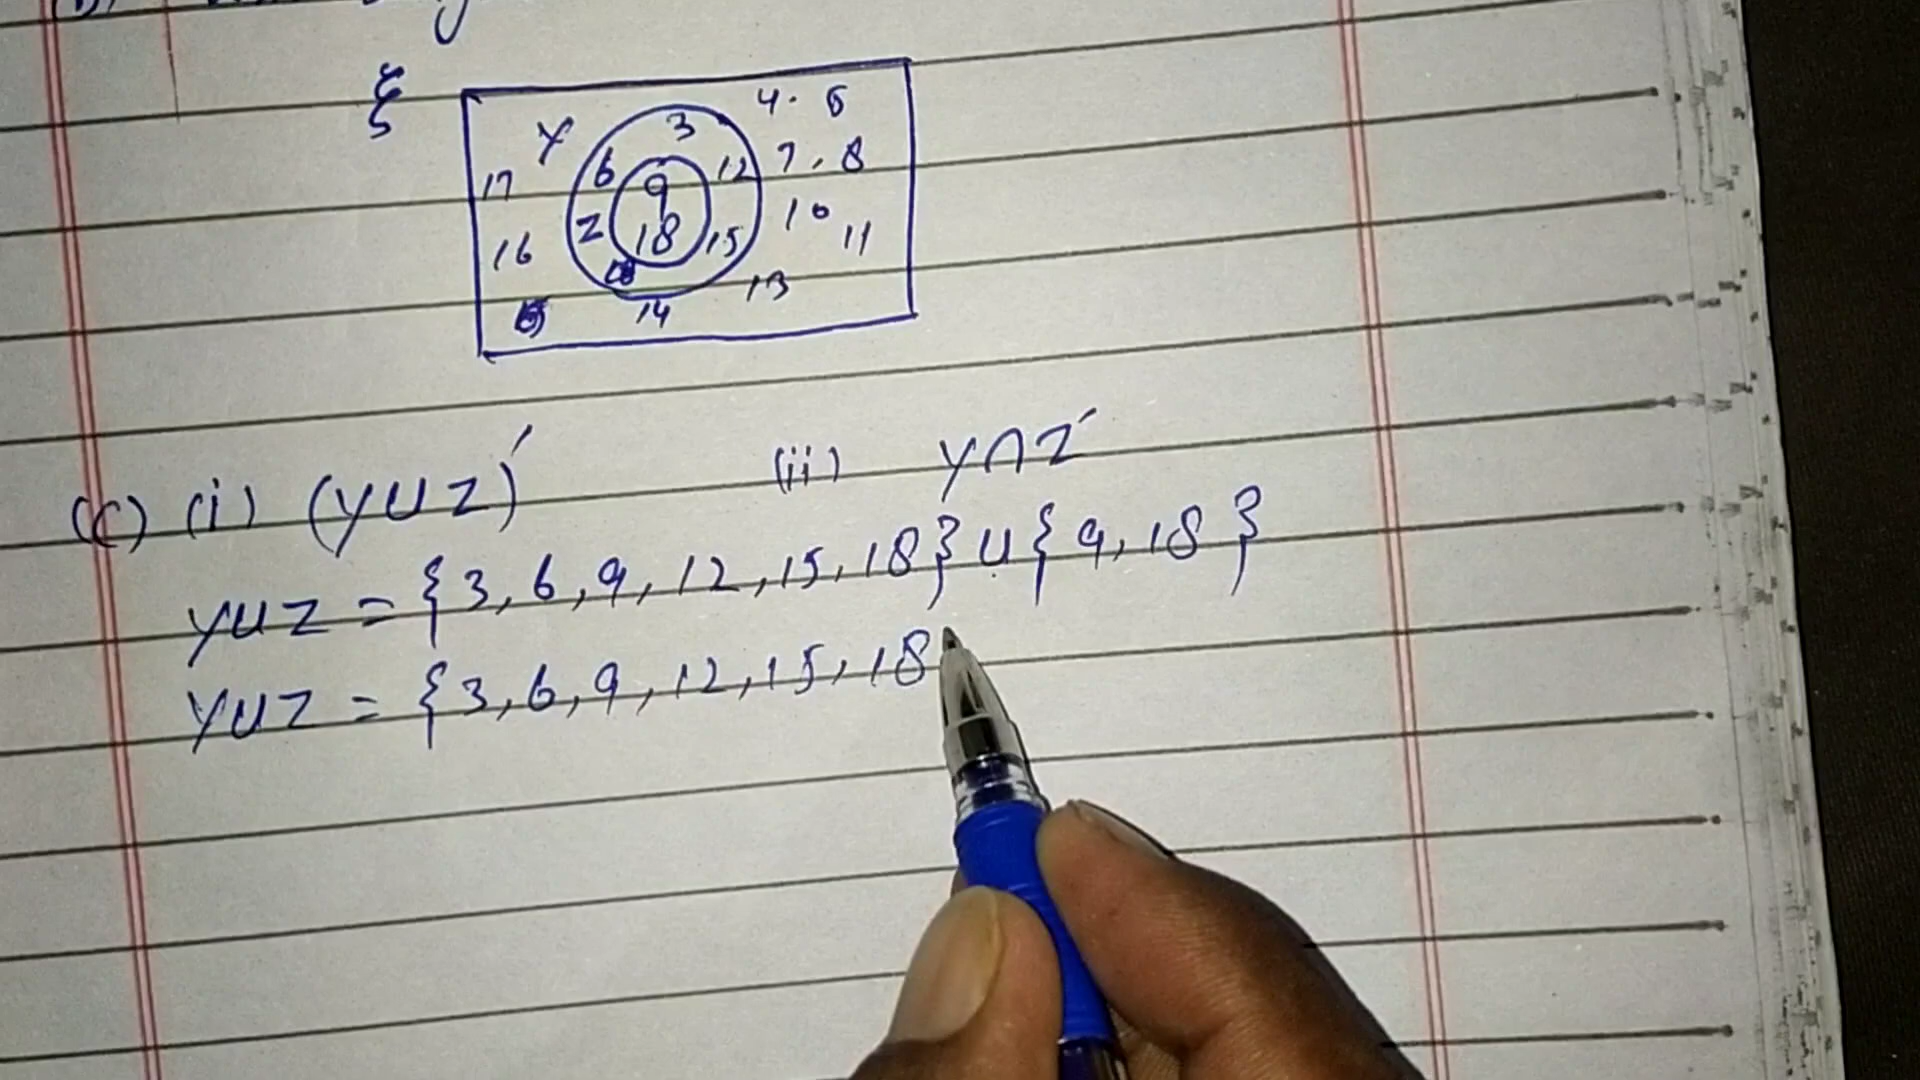 ξ
4. 5
Y 3
6 12 7, 8
17 9
Z 18 15 10
16 11
13
14
(C) (i) (YUZ)′ (ii) Y∩Z′
YUZ = {3, 6, 9, 12, 15, 18} U { 9, 18 }
YUZ = {3, 6, 9, 12, 15, 18